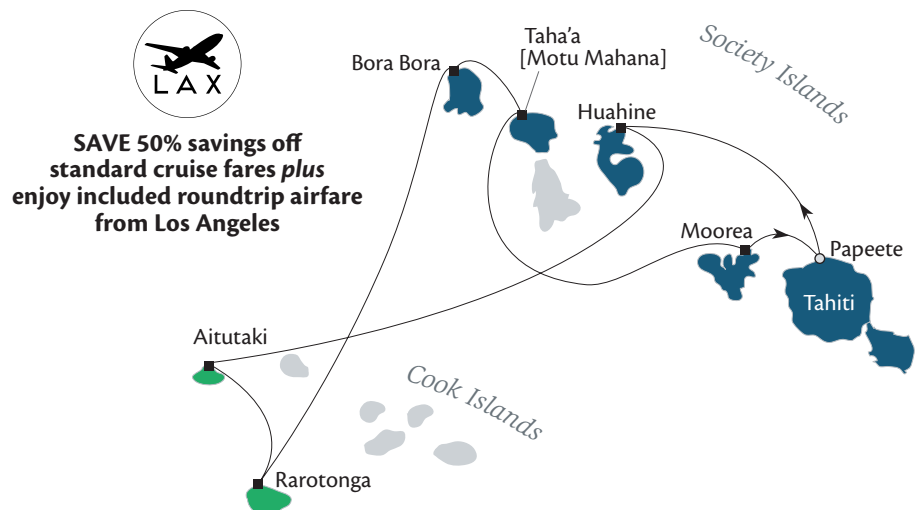 LAX
SAVE 50% savings off
standard cruise fares plus
enjoy included roundtrip airfare
from Los Angeles
Society Islands
Taha'a
[Motu Mahana]
Bora Bora
Huahine
Moorea
Papeete
Tahiti
Aitutaki
Cook Islands
Rarotonga